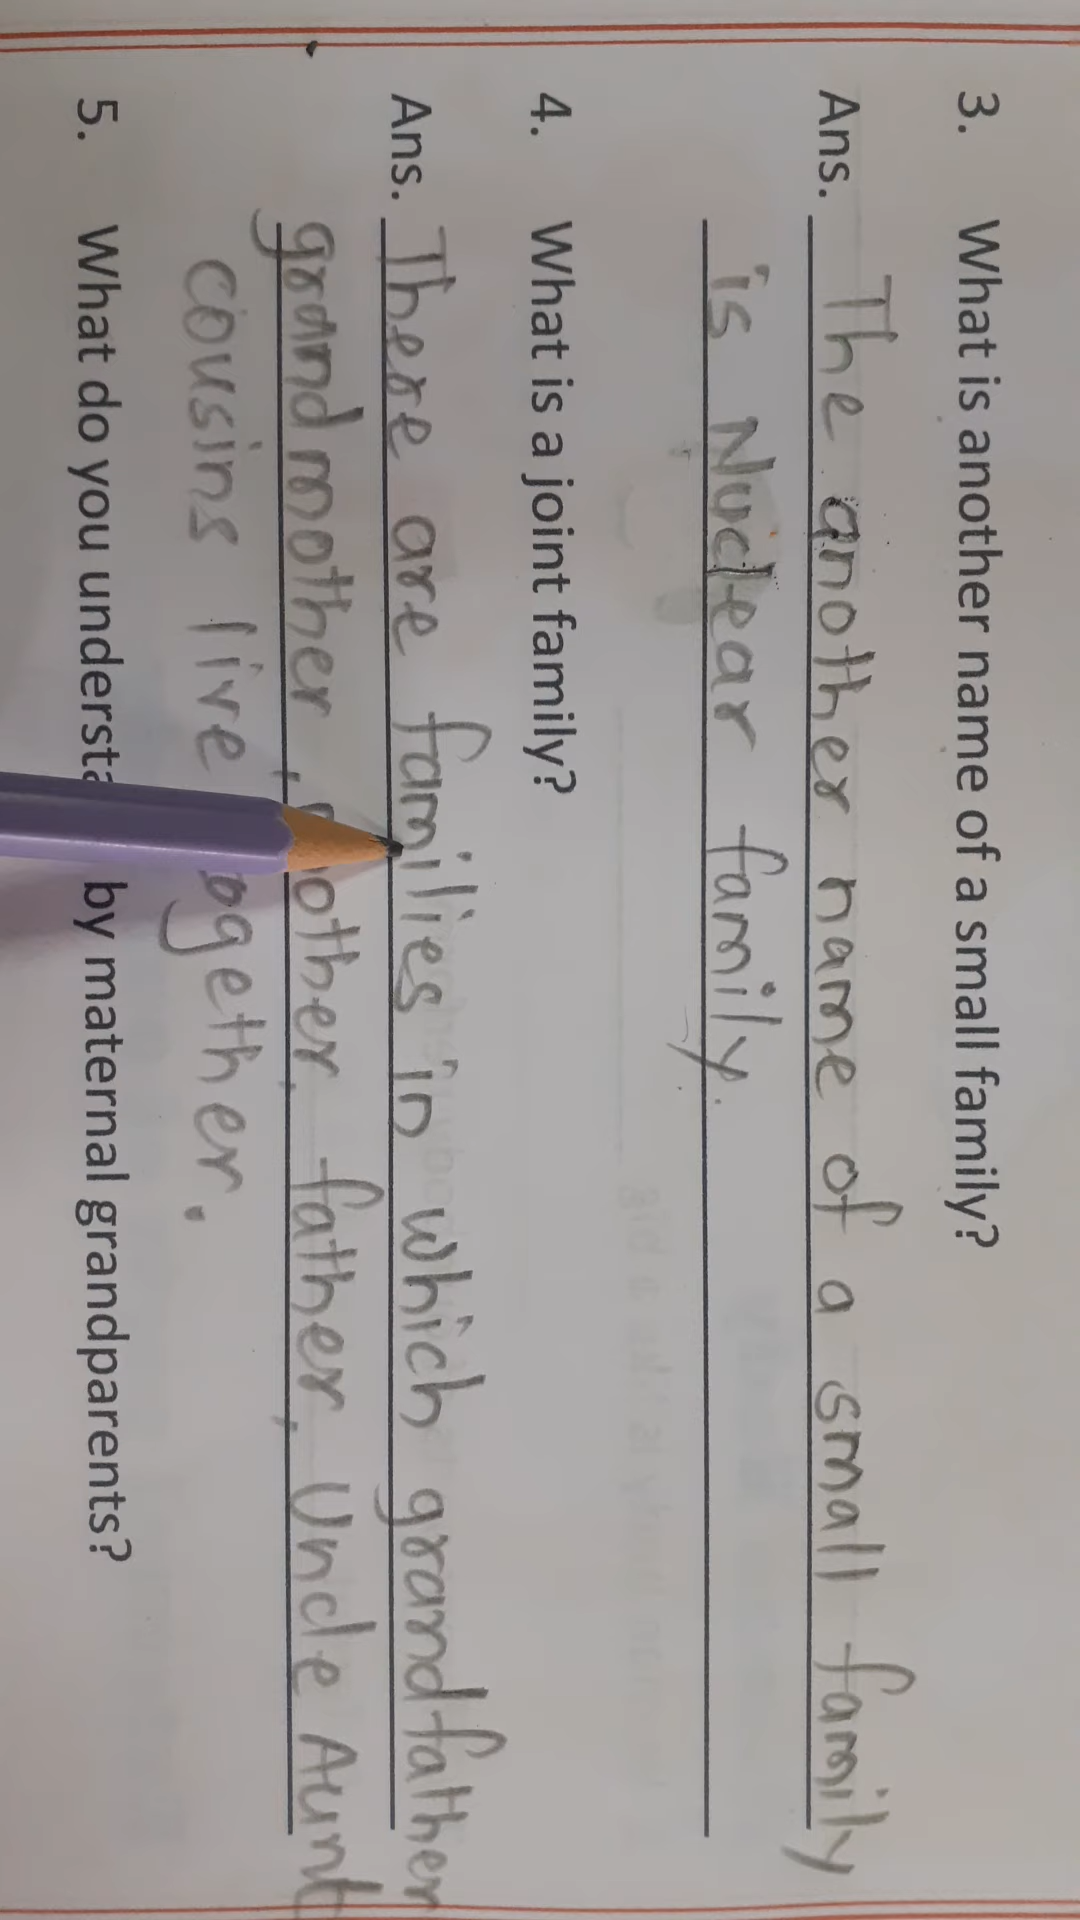 3. What is another name of a small family?
Ans. The another name of a small family
is Nuclear family.
4. What is a joint family?
Ans. There are families in which grandfather
grandmother, mother, father, Uncle Aunt
cousins live together.
5. What do you by maternal grandparents?